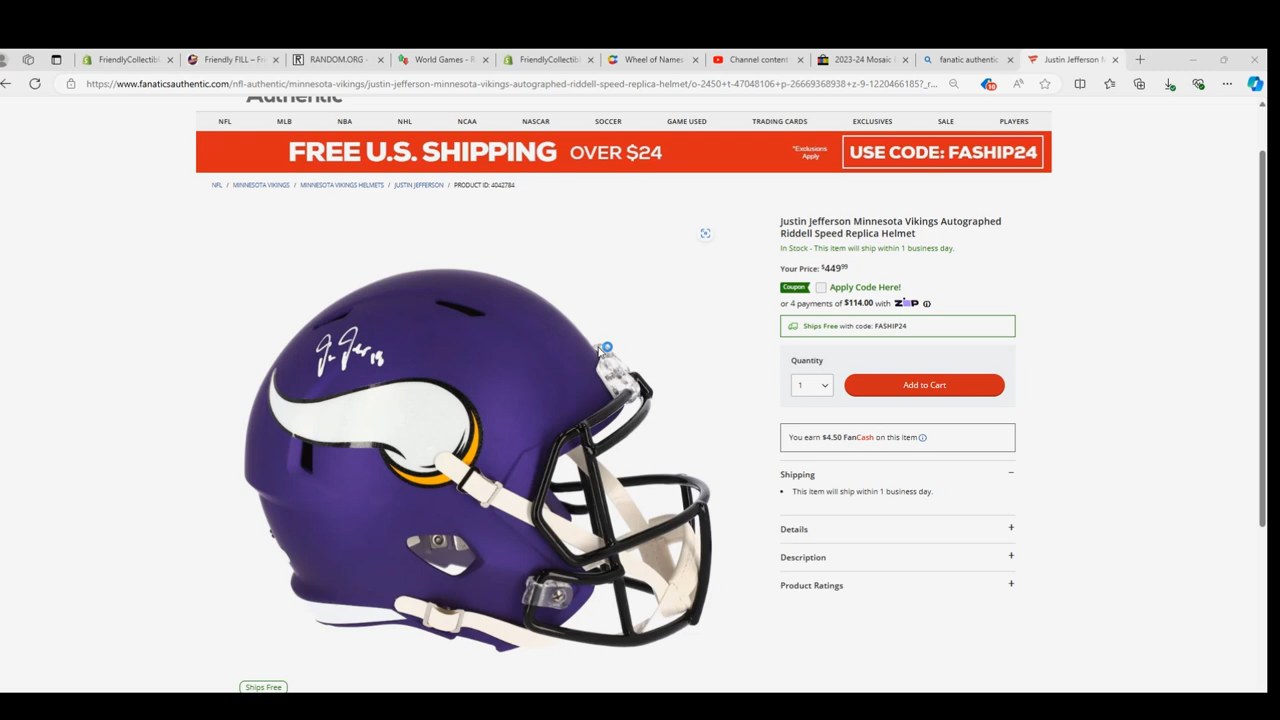 FriendlyCollectib
Friendly FILL – Fr
RANDOM.ORG -
World Games - R
FriendlyCollectib
Wheel of Names
Channel content
2023-24 Mosaic
fanatic authentic
Justin Jefferson M
https://www.fanaticsauthentic.com/nfl-authentic/minnesota-vikings/justin-jefferson-minnesota-vikings-autographed-riddell-speed-replica-helmet/o-2450+t-47048106+p-26669368938+z-9-1220466185?_r...
Authentic
NFL MLB NBA NHL NCAA NASCAR SOCCER GAME USED TRADING CARDS EXCLUSIVES SALE PLAYERS
FREE U.S. SHIPPING OVER $24 *Exclusions Apply USE CODE: FASHIP24
NFL / MINNESOTA VIKINGS / MINNESOTA VIKINGS HELMETS / JUSTIN JEFFERSON / PRODUCT ID: 4042784
Justin Jefferson Minnesota Vikings Autographed
Riddell Speed Replica Helmet
In Stock - This item will ship within 1 business day.
Your Price: $449.99
Coupon Apply Code Here!
or 4 payments of $114.00 with ZIP
Ships Free with code: FASHIP24
Quantity
1
Add to Cart
You earn $4.50 FanCash on this item
Shipping
This item will ship within 1 business day.
Details
Description
Product Ratings
Ships Free